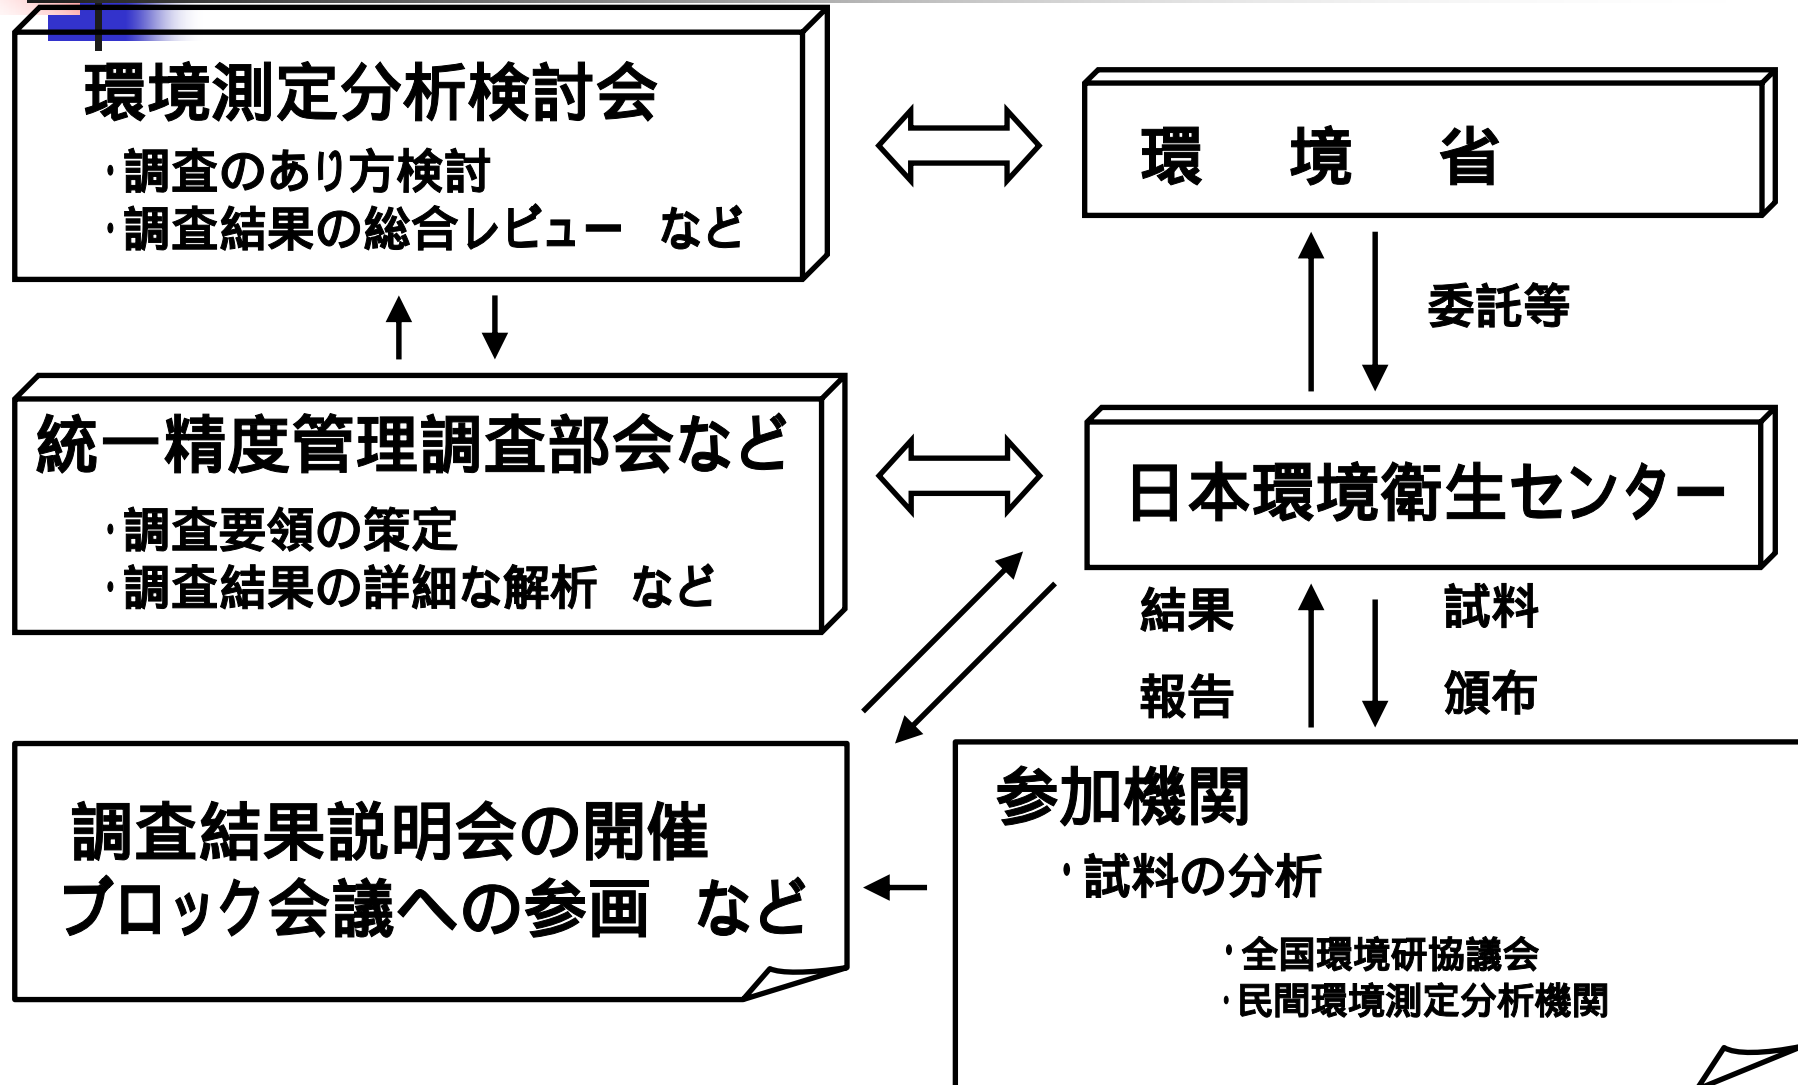 環境測定分析検討会
・調査のあり方検討
・調査結果の総合レビュー など
環 境 省
委託等
統一精度管理調査部会など
・調査要領の策定
・調査結果の詳細な解析 など
日本環境衛生センター
結果
報告
試料
頒布
調査結果説明会の開催
ブロック会議への参画 など
参加機関
・試料の分析
・全国環境研協議会
・民間環境測定分析機関